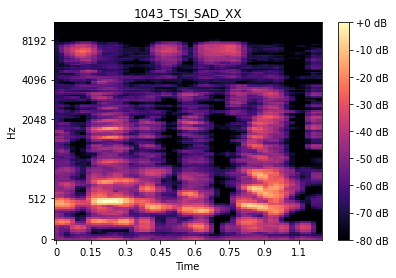 1043_TSI_SAD_XX
+0 dB
8192
-10 dB
4096
-20 dB
-30 dB
2048
Hz
-40 dB
1024
-50 dB
512
-60 dB
-70 dB
0
-80 dB
0 0.15 0.3 0.45 0.6 0.75 0.9 1.1
Time